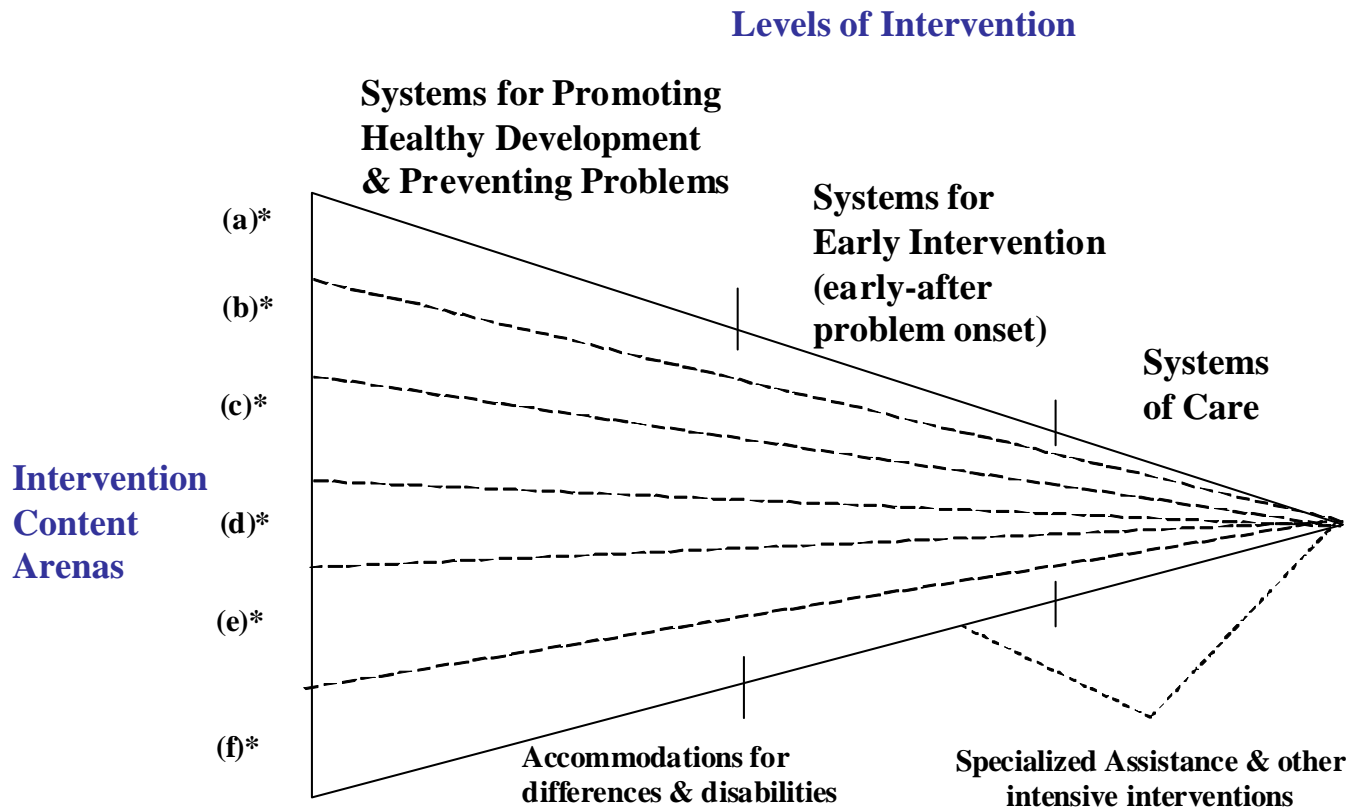 Levels of Intervention
Systems for Promoting
Healthy Development
& Preventing Problems
Systems for
Early Intervention
(early-after
problem onset)
Systems
of Care
(a)*
(b)*
(c)*
(d)*
(e)*
(f)*
Intervention
Content
Arenas
Accommodations for
differences & disabilities
Specialized Assistance & other
intensive interventions